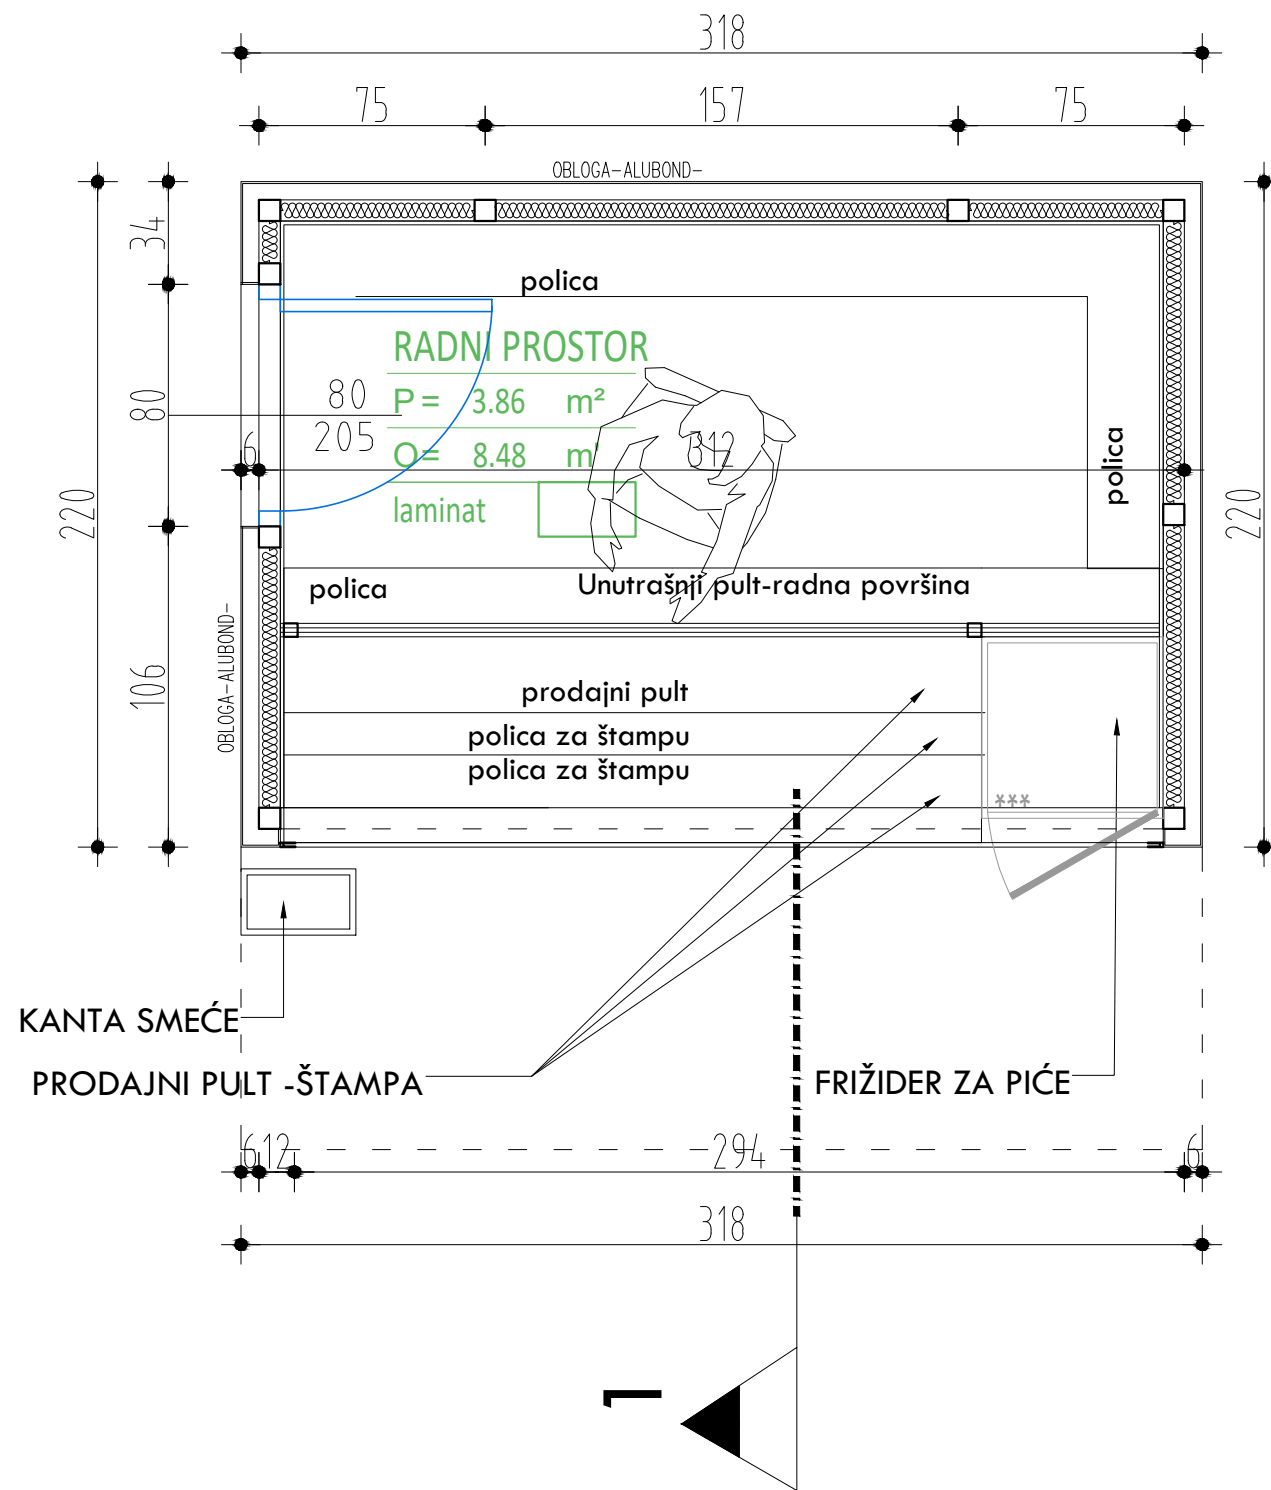 318
75 157 75
OBLOGA-ALUBOND-
34
polica
RADNI PROSTOR
80
80
205
P = 3.86 m²
6
O= 8.48 m'
312
polica
laminat
220
220
polica
Unutrašnji pult-radna površina
OBLOGA-ALUBOND-
106
prodajni pult
polica za štampu
polica za štampu
***
KANTA SMEĆE
PRODAJNI PULT -ŠTAMPA
FRIŽIDER ZA PIĆE
6 12 294 6
318
1